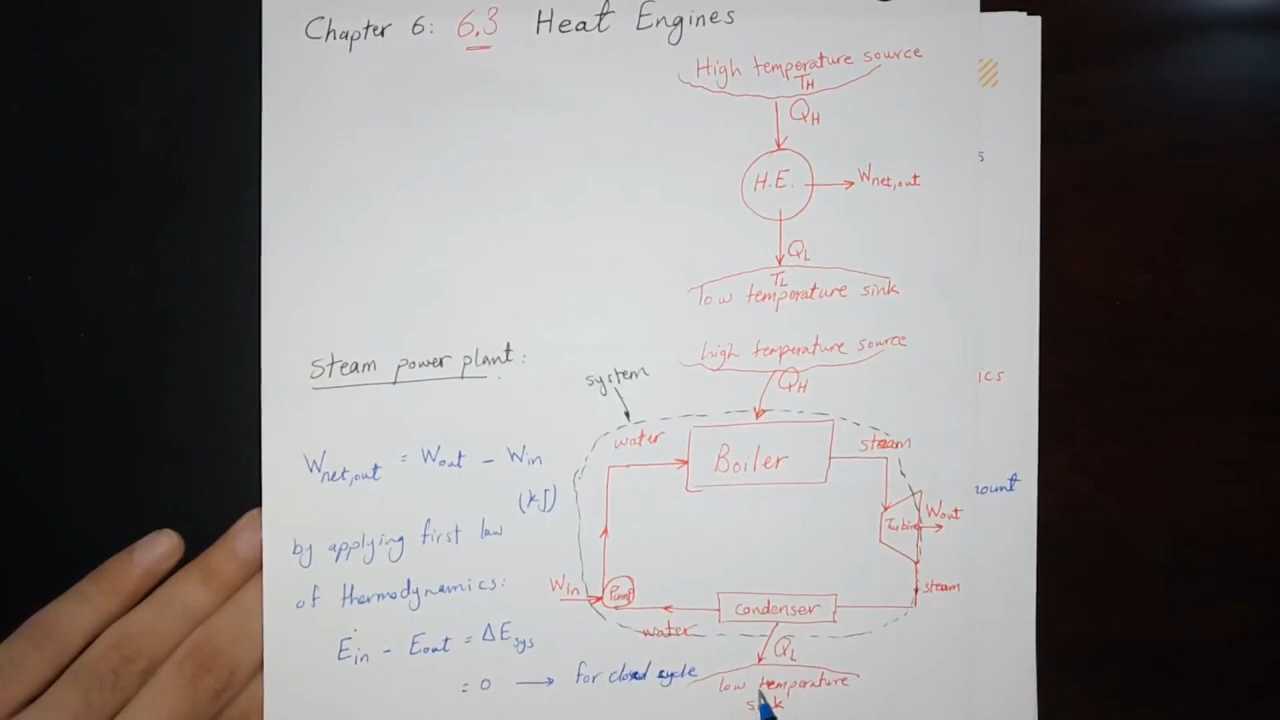 Chapter 6: 6.3 Heat Engines
High temperature source
TH
QH
H.E.
Wnet,out
QL
TL
Low temperature sink
s
Steam power plant:
high temperature source
QH
system
water
Boiler
steam
ics
Wnet,out = Wout - Win
(kJ)
ount
Turbine
Wout
by applying first law
of thermodynamics:
Win
Pump
condenser
steam
water
Ein - Eout = ΔEsys
= 0 → for closed cycle
QL
low temperature
sink